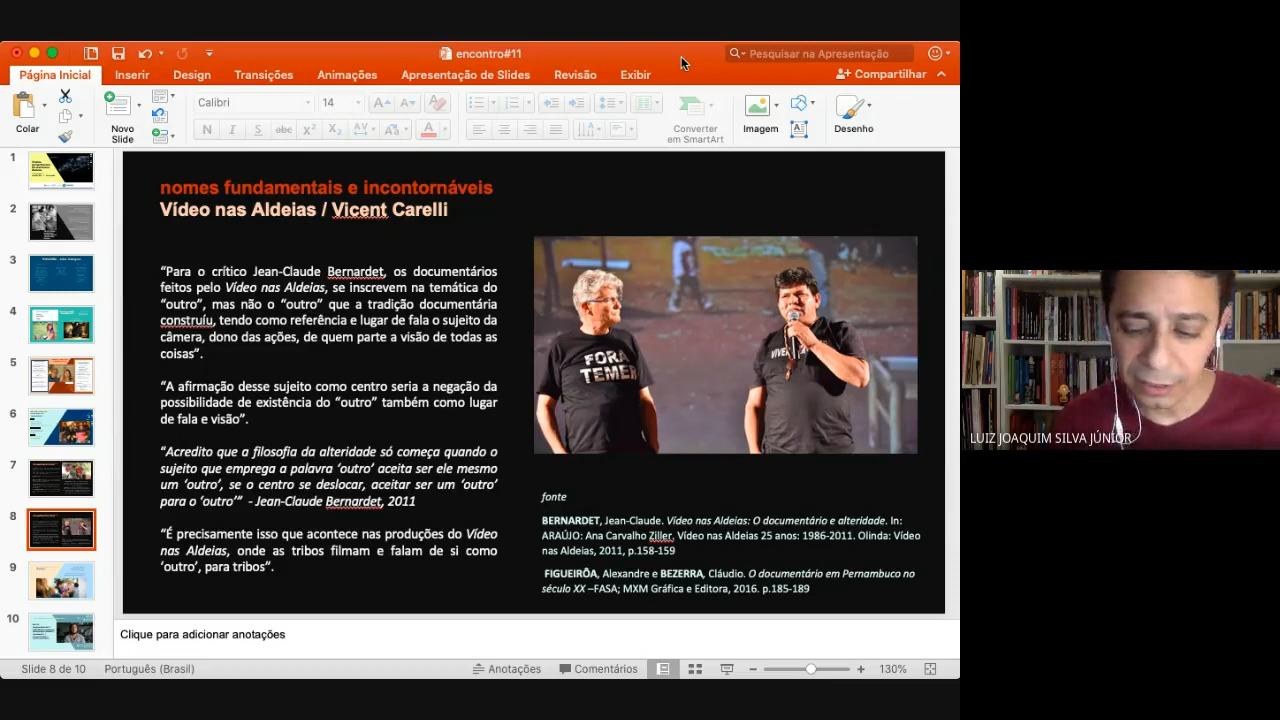 encontro#11
Pesquisar na Apresentação
Página Inicial
Inserir
Design
Transições
Animações
Apresentação de Slides
Revisão
Exibir
Compartilhar
Colar
Novo
Slide
Calibri
14
Converter
em SmartArt
Imagem
Desenho
1
2
3
4
5
6
7
8
9
10
nomes fundamentais e incontornáveis
Vídeo nas Aldeias / Vicent Carelli
“Para o crítico Jean-Claude Bernardet, os documentários
feitos pelo Vídeo nas Aldeias, se inscrevem na temática do
“outro”, mas não o “outro” que a tradição documentária
construíu, tendo como referência e lugar de fala o sujeito da
câmera, dono das ações, de quem parte a visão de todas as
coisas”.
“A afirmação desse sujeito como centro seria a negação da
possibilidade de existência do “outro” também como lugar
de fala e visão”.
“Acredito que a filosofia da alteridade só começa quando o
sujeito que emprega a palavra ‘outro’ aceita ser ele mesmo
um ‘outro’, se o centro se deslocar, aceitar ser um ‘outro’
para o ‘outro’” - Jean-Claude Bernardet, 2011
“É precisamente isso que acontece nas produções do Vídeo
nas Aldeias, onde as tribos filmam e falam de si como
‘outro’, para tribos”.
FORA
TEMER
fonte
BERNARDET, Jean-Claude. Vídeo nas Aldeias: O documentário e alteridade. In:
ARAÚJO: Ana Carvalho Ziller. Vídeo nas Aldeias 25 anos: 1986-2011. Olinda: Vídeo
nas Aldeias, 2011, p.158-159
FIGUEIRÔA, Alexandre e BEZERRA, Cláudio. O documentário em Pernambuco no
século XX –FASA; MXM Gráfica e Editora, 2016. p.185-189
Clique para adicionar anotações
Slide 8 de 10
Português (Brasil)
Anotações
Comentários
130%
LUIZ JOAQUIM SILVA JÚNIOR